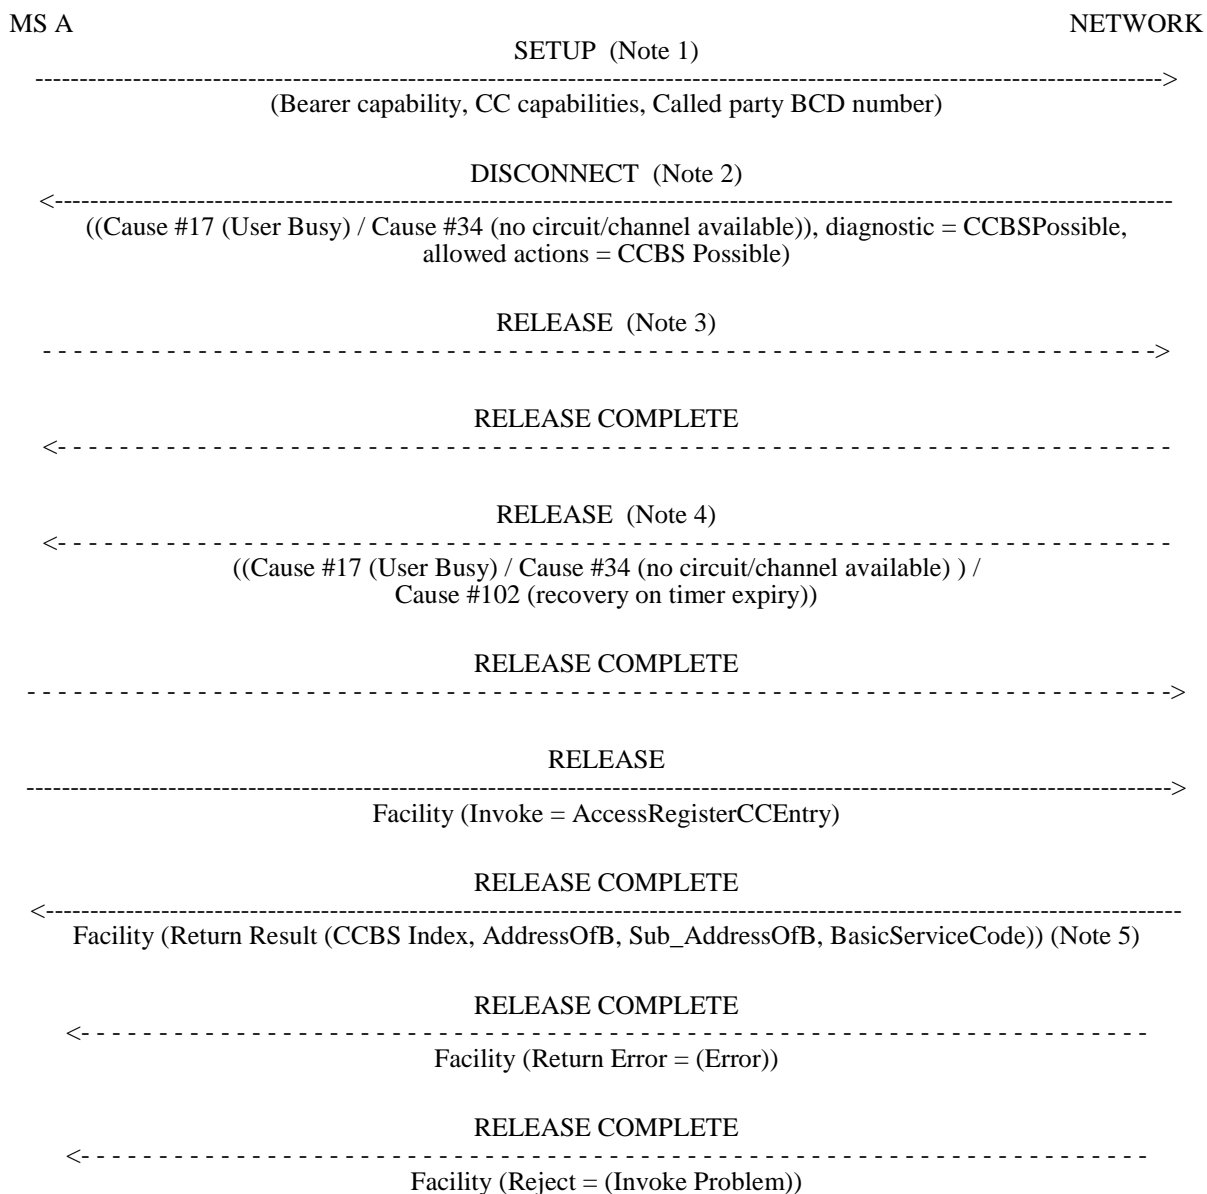 MS A NETWORK
SETUP (Note 1)
---------------------------------------------------------------------------------------------------------------------------------->
(Bearer capability, CC capabilities, Called party BCD number)
DISCONNECT (Note 2)
<----------------------------------------------------------------------------------------------------------------------------------
((Cause #17 (User Busy) / Cause #34 (no circuit/channel available)), diagnostic = CCBSPossible,
allowed actions = CCBS Possible)
RELEASE (Note 3)
- - - - - - - - - - - - - - - - - - - - - - - - - - - - - - - - - - - - - - - - - - - - - - - - - - - - - - - - - - - - - - - - - - - - - - - - ->
RELEASE COMPLETE
<- - - - - - - - - - - - - - - - - - - - - - - - - - - - - - - - - - - - - - - - - - - - - - - - - - - - - - - - - - - - - - - - - - - - - - - - -
RELEASE (Note 4)
<- - - - - - - - - - - - - - - - - - - - - - - - - - - - - - - - - - - - - - - - - - - - - - - - - - - - - - - - - - - - - - - - - - - - - - - - -
((Cause #17 (User Busy) / Cause #34 (no circuit/channel available) ) /
Cause #102 (recovery on timer expiry))
RELEASE COMPLETE
- - - - - - - - - - - - - - - - - - - - - - - - - - - - - - - - - - - - - - - - - - - - - - - - - - - - - - - - - - - - - - - - - - - - - - - - - ->
RELEASE
------------------------------------------------------------------------------------------------------------------------------------>
Facility (Invoke = AccessRegisterCCEntry)
RELEASE COMPLETE
<------------------------------------------------------------------------------------------------------------------------------------
Facility (Return Result (CCBS Index, AddressOfB, Sub_AddressOfB, BasicServiceCode)) (Note 5)
RELEASE COMPLETE
<- - - - - - - - - - - - - - - - - - - - - - - - - - - - - - - - - - - - - - - - - - - - - - - - - - - - - - - - - - - - - - - - - - - - - -
Facility (Return Error = (Error))
RELEASE COMPLETE
<- - - - - - - - - - - - - - - - - - - - - - - - - - - - - - - - - - - - - - - - - - - - - - - - - - - - - - - - - - - - - - - - - - - - - -
Facility (Reject = (Invoke Problem))